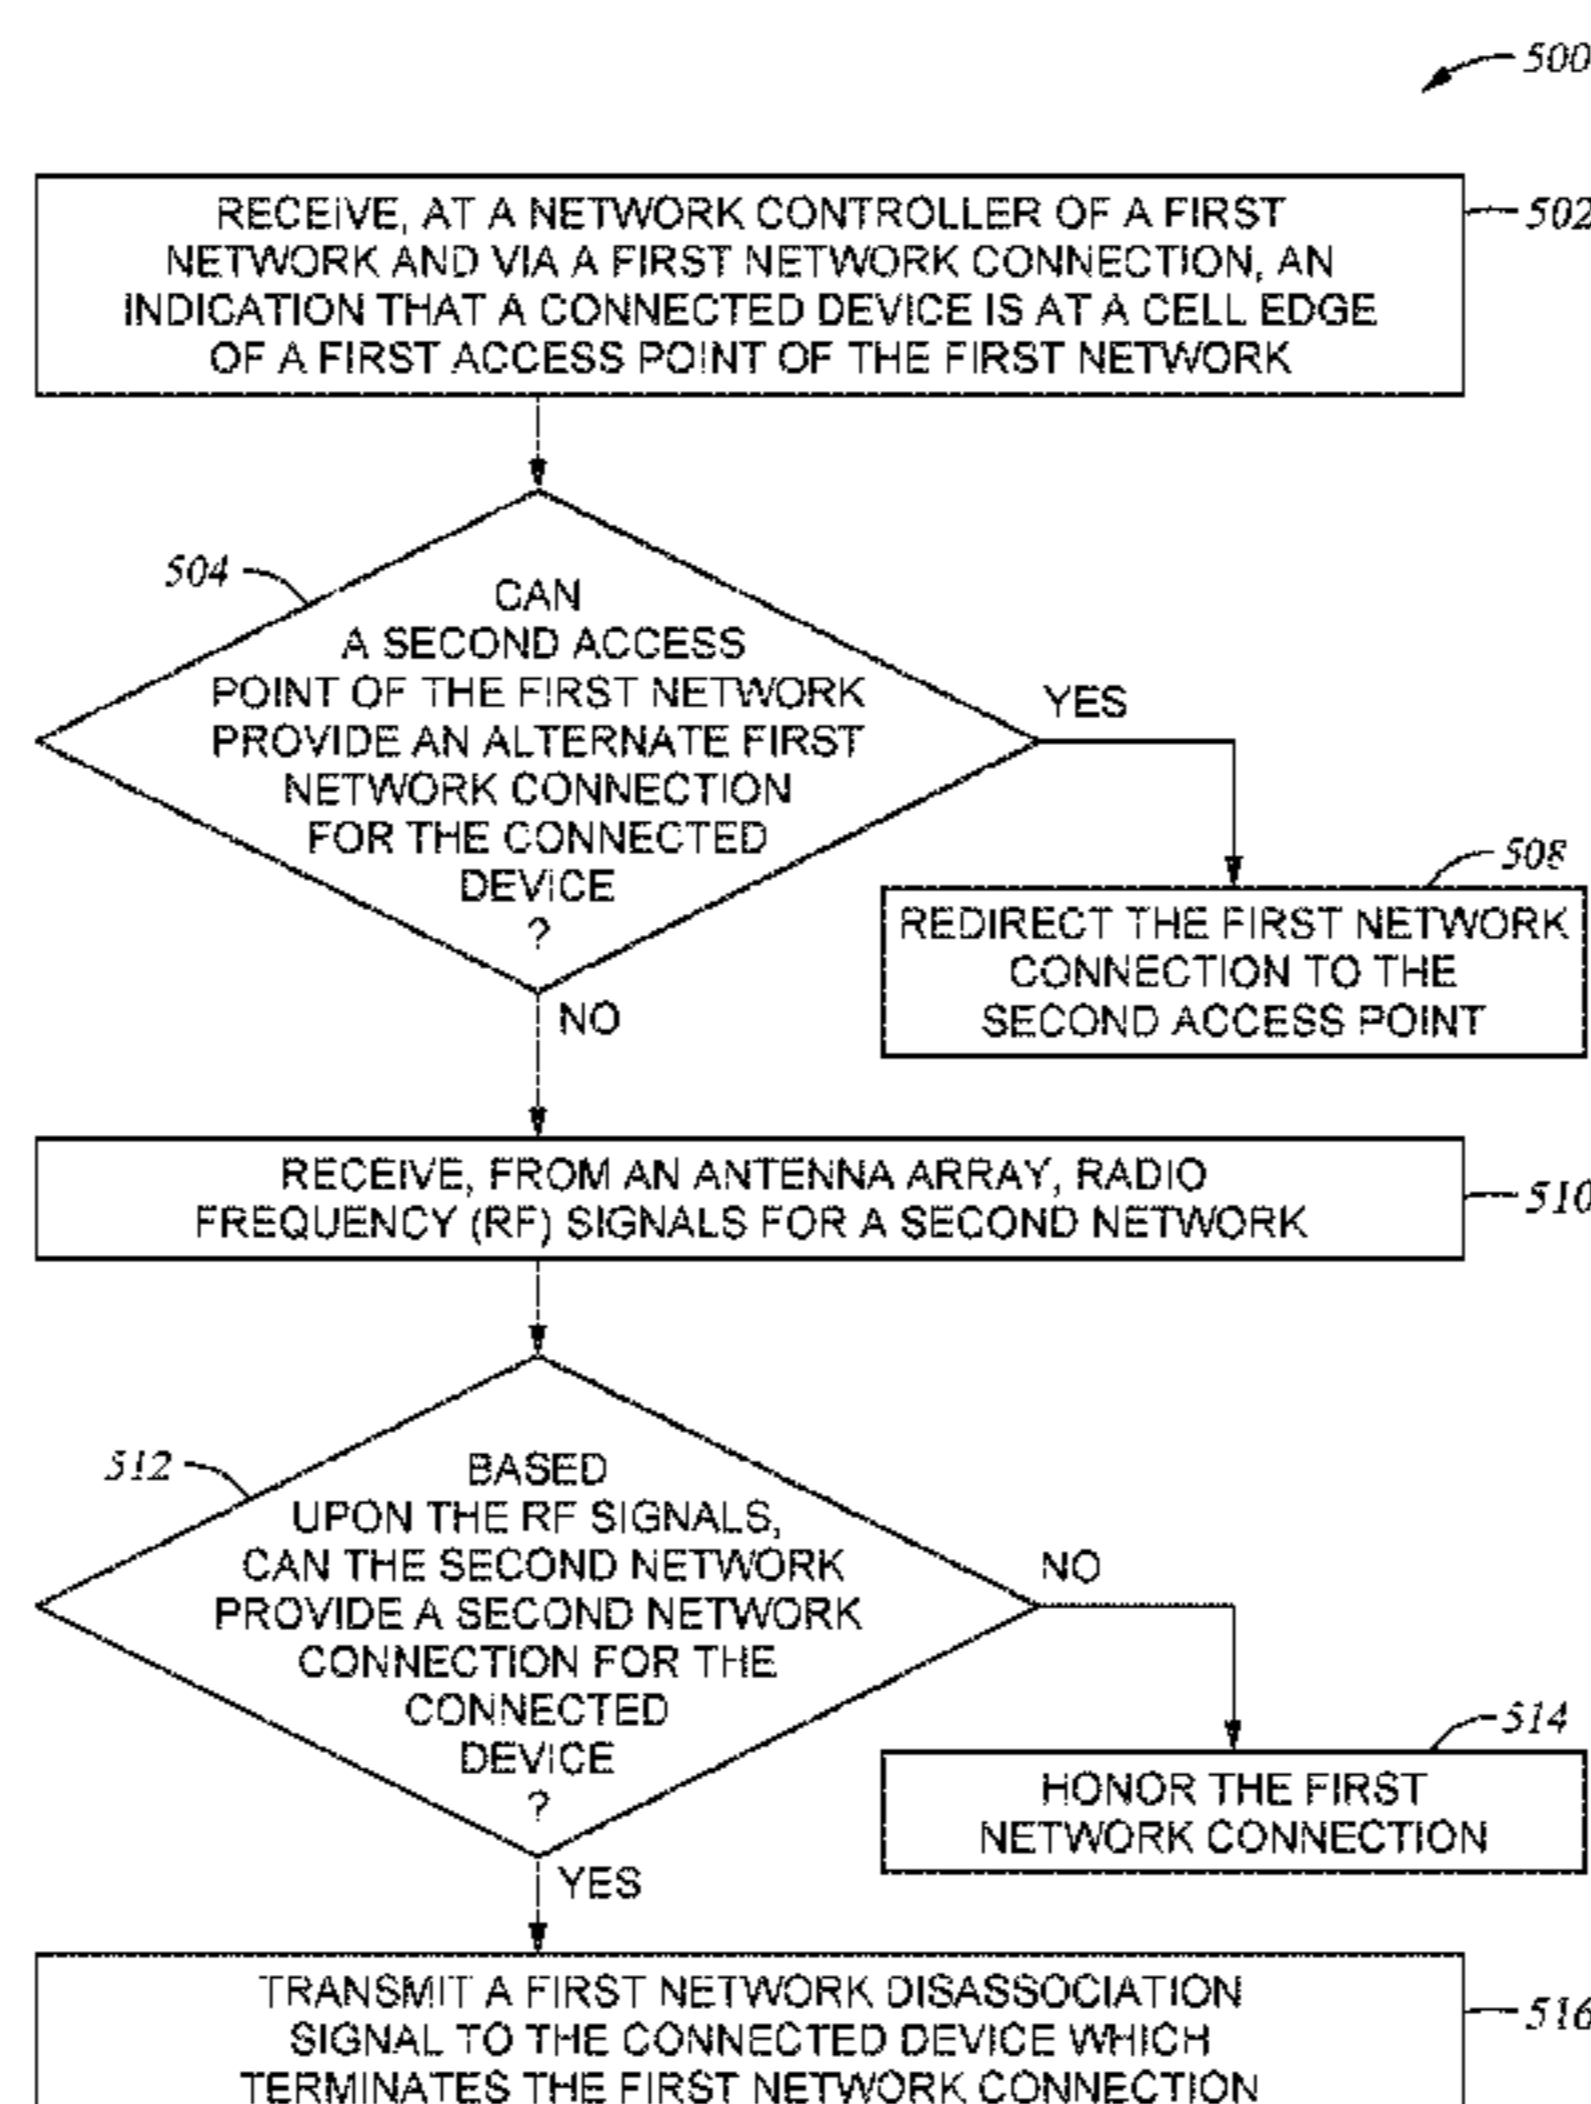 500
RECEIVE, AT A NETWORK CONTROLLER OF A FIRST
NETWORK AND VIA A FIRST NETWORK CONNECTION, AN
INDICATION THAT A CONNECTED DEVICE IS AT A CELL EDGE
OF A FIRST ACCESS POINT OF THE FIRST NETWORK
502
504
CAN
A SECOND ACCESS
POINT OF THE FIRST NETWORK
PROVIDE AN ALTERNATE FIRST
NETWORK CONNECTION
FOR THE CONNECTED
DEVICE
?
YES
508
REDIRECT THE FIRST NETWORK
CONNECTION TO THE
SECOND ACCESS POINT
NO
RECEIVE, FROM AN ANTENNA ARRAY, RADIO
FREQUENCY (RF) SIGNALS FOR A SECOND NETWORK
510
512
BASED
UPON THE RF SIGNALS,
CAN THE SECOND NETWORK
PROVIDE A SECOND NETWORK
CONNECTION FOR THE
CONNECTED
DEVICE
?
NO
514
HONOR THE FIRST
NETWORK CONNECTION
YES
TRANSMIT A FIRST NETWORK DISASSOCIATION
SIGNAL TO THE CONNECTED DEVICE WHICH
TERMINATES THE FIRST NETWORK CONNECTION
516